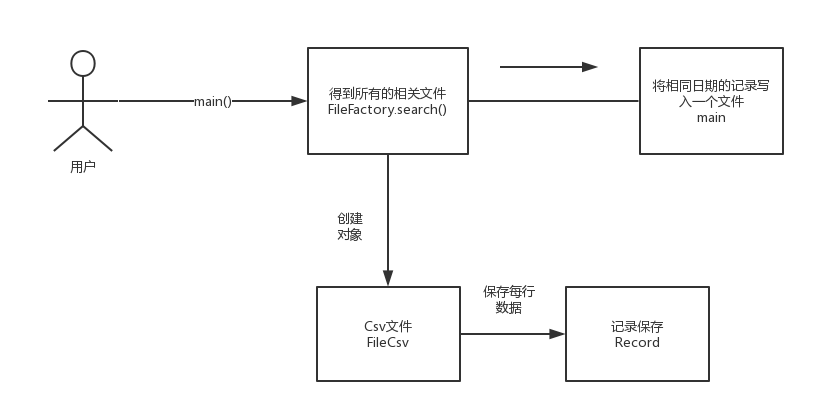 用户
main()
得到所有的相关文件
FileFactory.search()
将相同日期的记录写
入一个文件
main
创建
对象
Csv文件
FileCsv
保存每行
数据
记录保存
Record